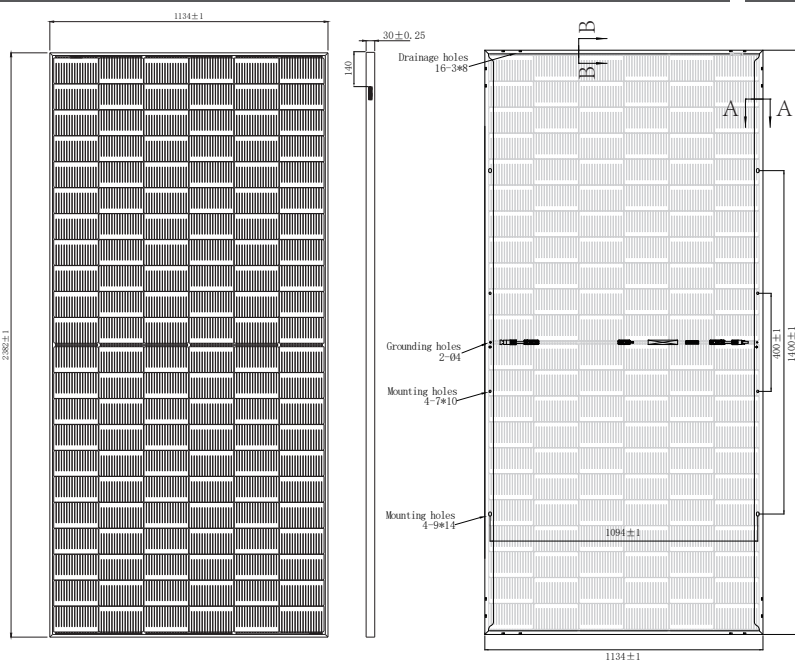 1134±1
30±0.25
140
2382±1
Drainage holes
16-3*8
B
B
A
A
Grounding holes
2-Ø4
Mounting holes
4-7*10
Mounting holes
4-9*14
400±1
1400±1
1094±1
1134±1